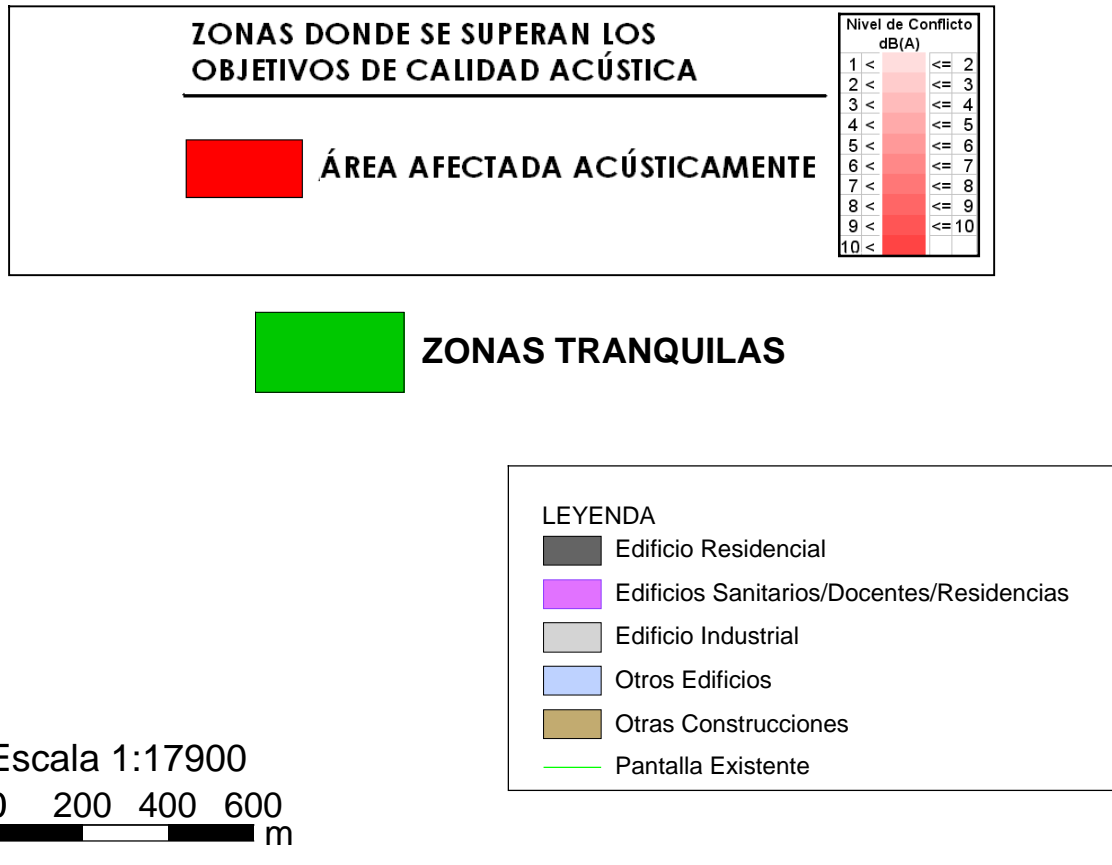 ZONAS DONDE SE SUPERAN LOS
OBJETIVOS DE CALIDAD ACÚSTICA
ÁREA AFECTADA ACÚSTICAMENTE
Nivel de Conflicto
dB(A)
1 < <= 2
2 < <= 3
3 < <= 4
4 < <= 5
5 < <= 6
6 < <= 7
7 < <= 8
8 < <= 9
9 < <= 10
10 <
ZONAS TRANQUILAS
LEYENDA
Edificio Residencial
Edificios Sanitarios/Docentes/Residencias
Edificio Industrial
Otros Edificios
Otras Construcciones
Pantalla Existente
Escala 1:17900
0 200 400 600
m